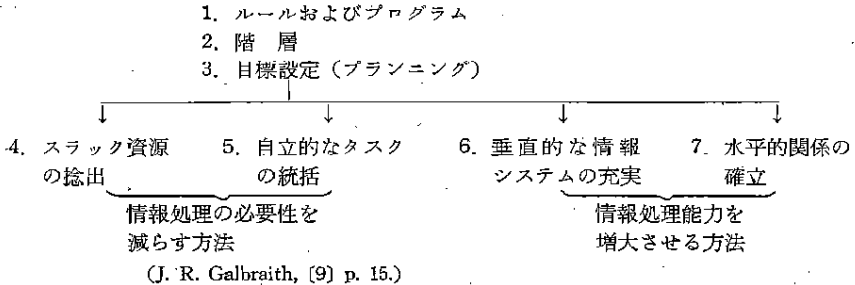 1. ルールおよびプログラム
2. 階 層
3. 目標設定（プランニング）
4. スラック資源 5. 自立的なタスク 6. 垂直的な情報 7. 水平的関係の
の捻出 の統括 システムの充実 確立
情報処理の必要性を 情報処理能力を
減らす方法 増大させる方法
(J. R. Galbraith, 〔9〕 p. 15.)